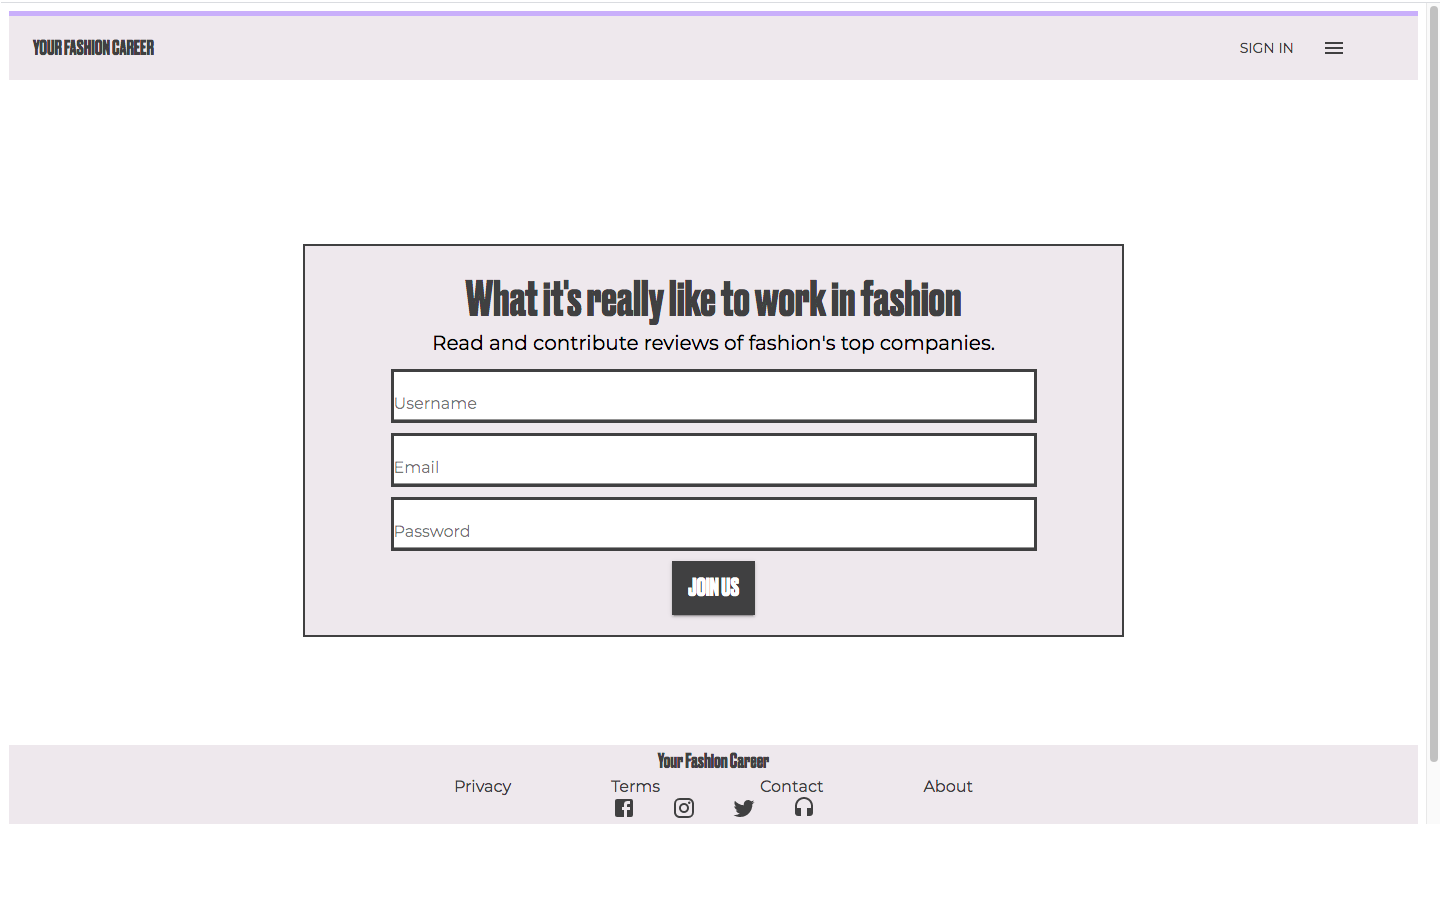 YOUR FASHION CAREER
SIGN IN
What it's really like to work in fashion
Read and contribute reviews of fashion's top companies.
Username
Email
Password
JOIN US
Your Fashion Career
Privacy Terms Contact About